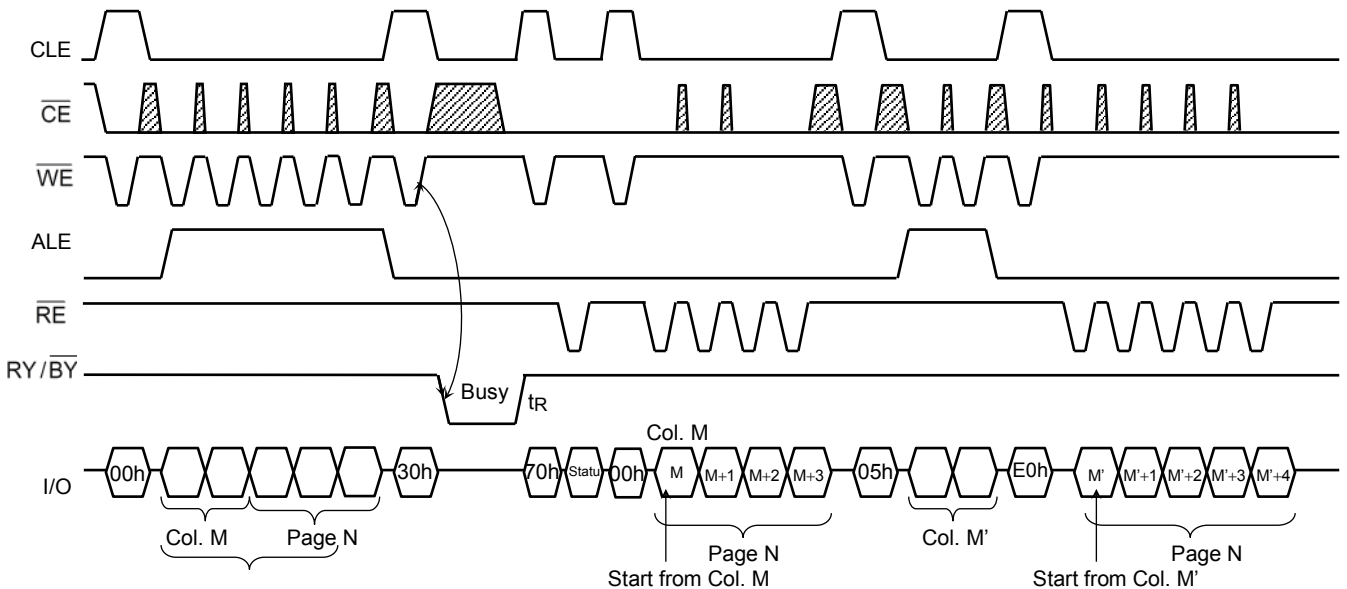 CLE
CE
WE
ALE
RE
RY/BY
Busy
tR
Col. M
I/O
00h
30h
70h
Statu
00h
M
M+1
M+2
M+3
05h
E0h
M'
M'+1
M'+2
M'+3
M'+4
Col. M
Page N
Col. M’
Page N
Page N
Start from Col. M
Start from Col. M’